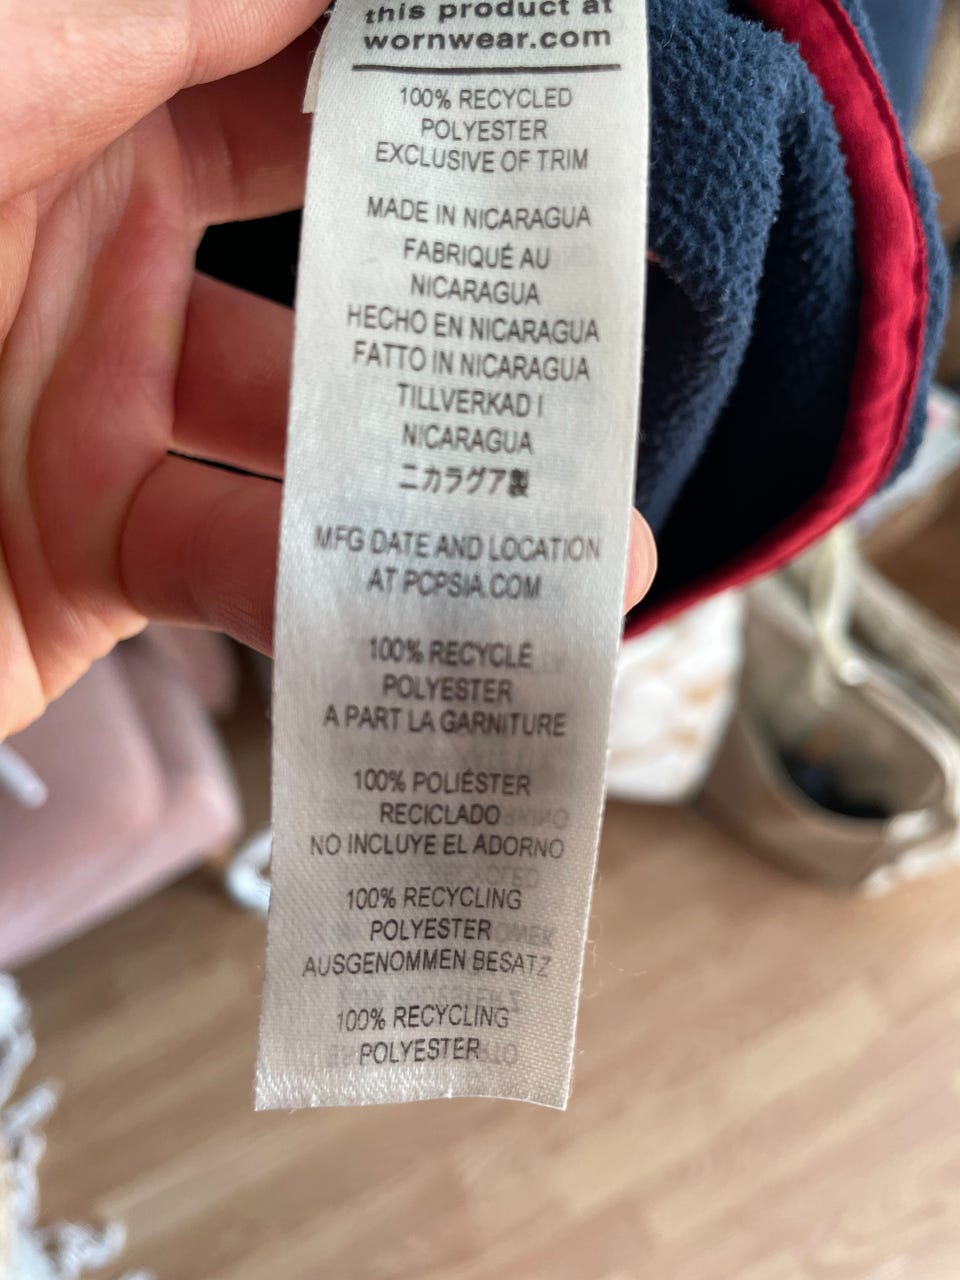 this product at
wornwear.com
100% RECYCLED
POLYESTER
EXCLUSIVE OF TRIM
MADE IN NICARAGUA
FABRIQUÉ AU
NICARAGUA
HECHO EN NICARAGUA
FATTO IN NICARAGUA
TILLVERKAD I
NICARAGUA
ニカラグア製
MFG DATE AND LOCATION
AT PCPSIA.COM
100% RECYCLÉ
POLYESTER
A PART LA GARNITURE
100% POLIÉSTER
RECICLADO
NO INCLUYE EL ADORNO
100% RECYCLING
POLYESTER
AUSGENOMMEN BESATZ
100% RECYCLING
POLYESTER